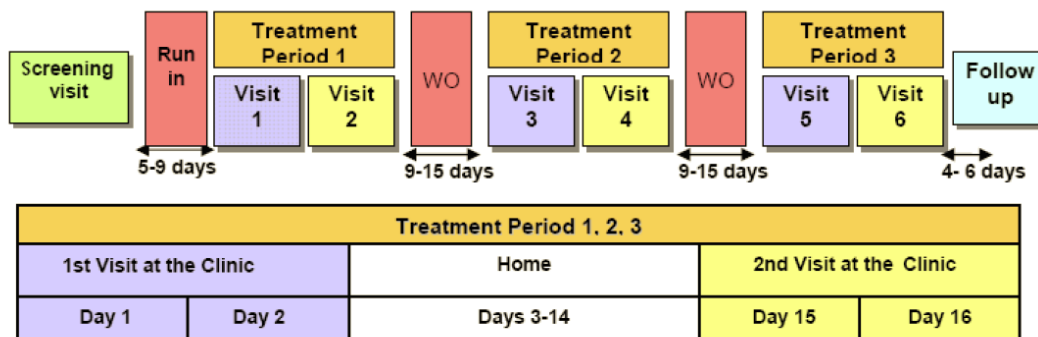 Screening
visit
Run
in
Treatment
Period 1
Visit
1
Visit
2
WO
Treatment
Period 2
Visit
3
Visit
4
WO
Treatment
Period 3
Visit
5
Visit
6
Follow
up
5-9 days
9-15 days
9-15 days
4- 6 days
Treatment Period 1, 2, 3
1st Visit at the Clinic
Home
2nd Visit at the Clinic
Day 1
Day 2
Days 3-14
Day 15
Day 16